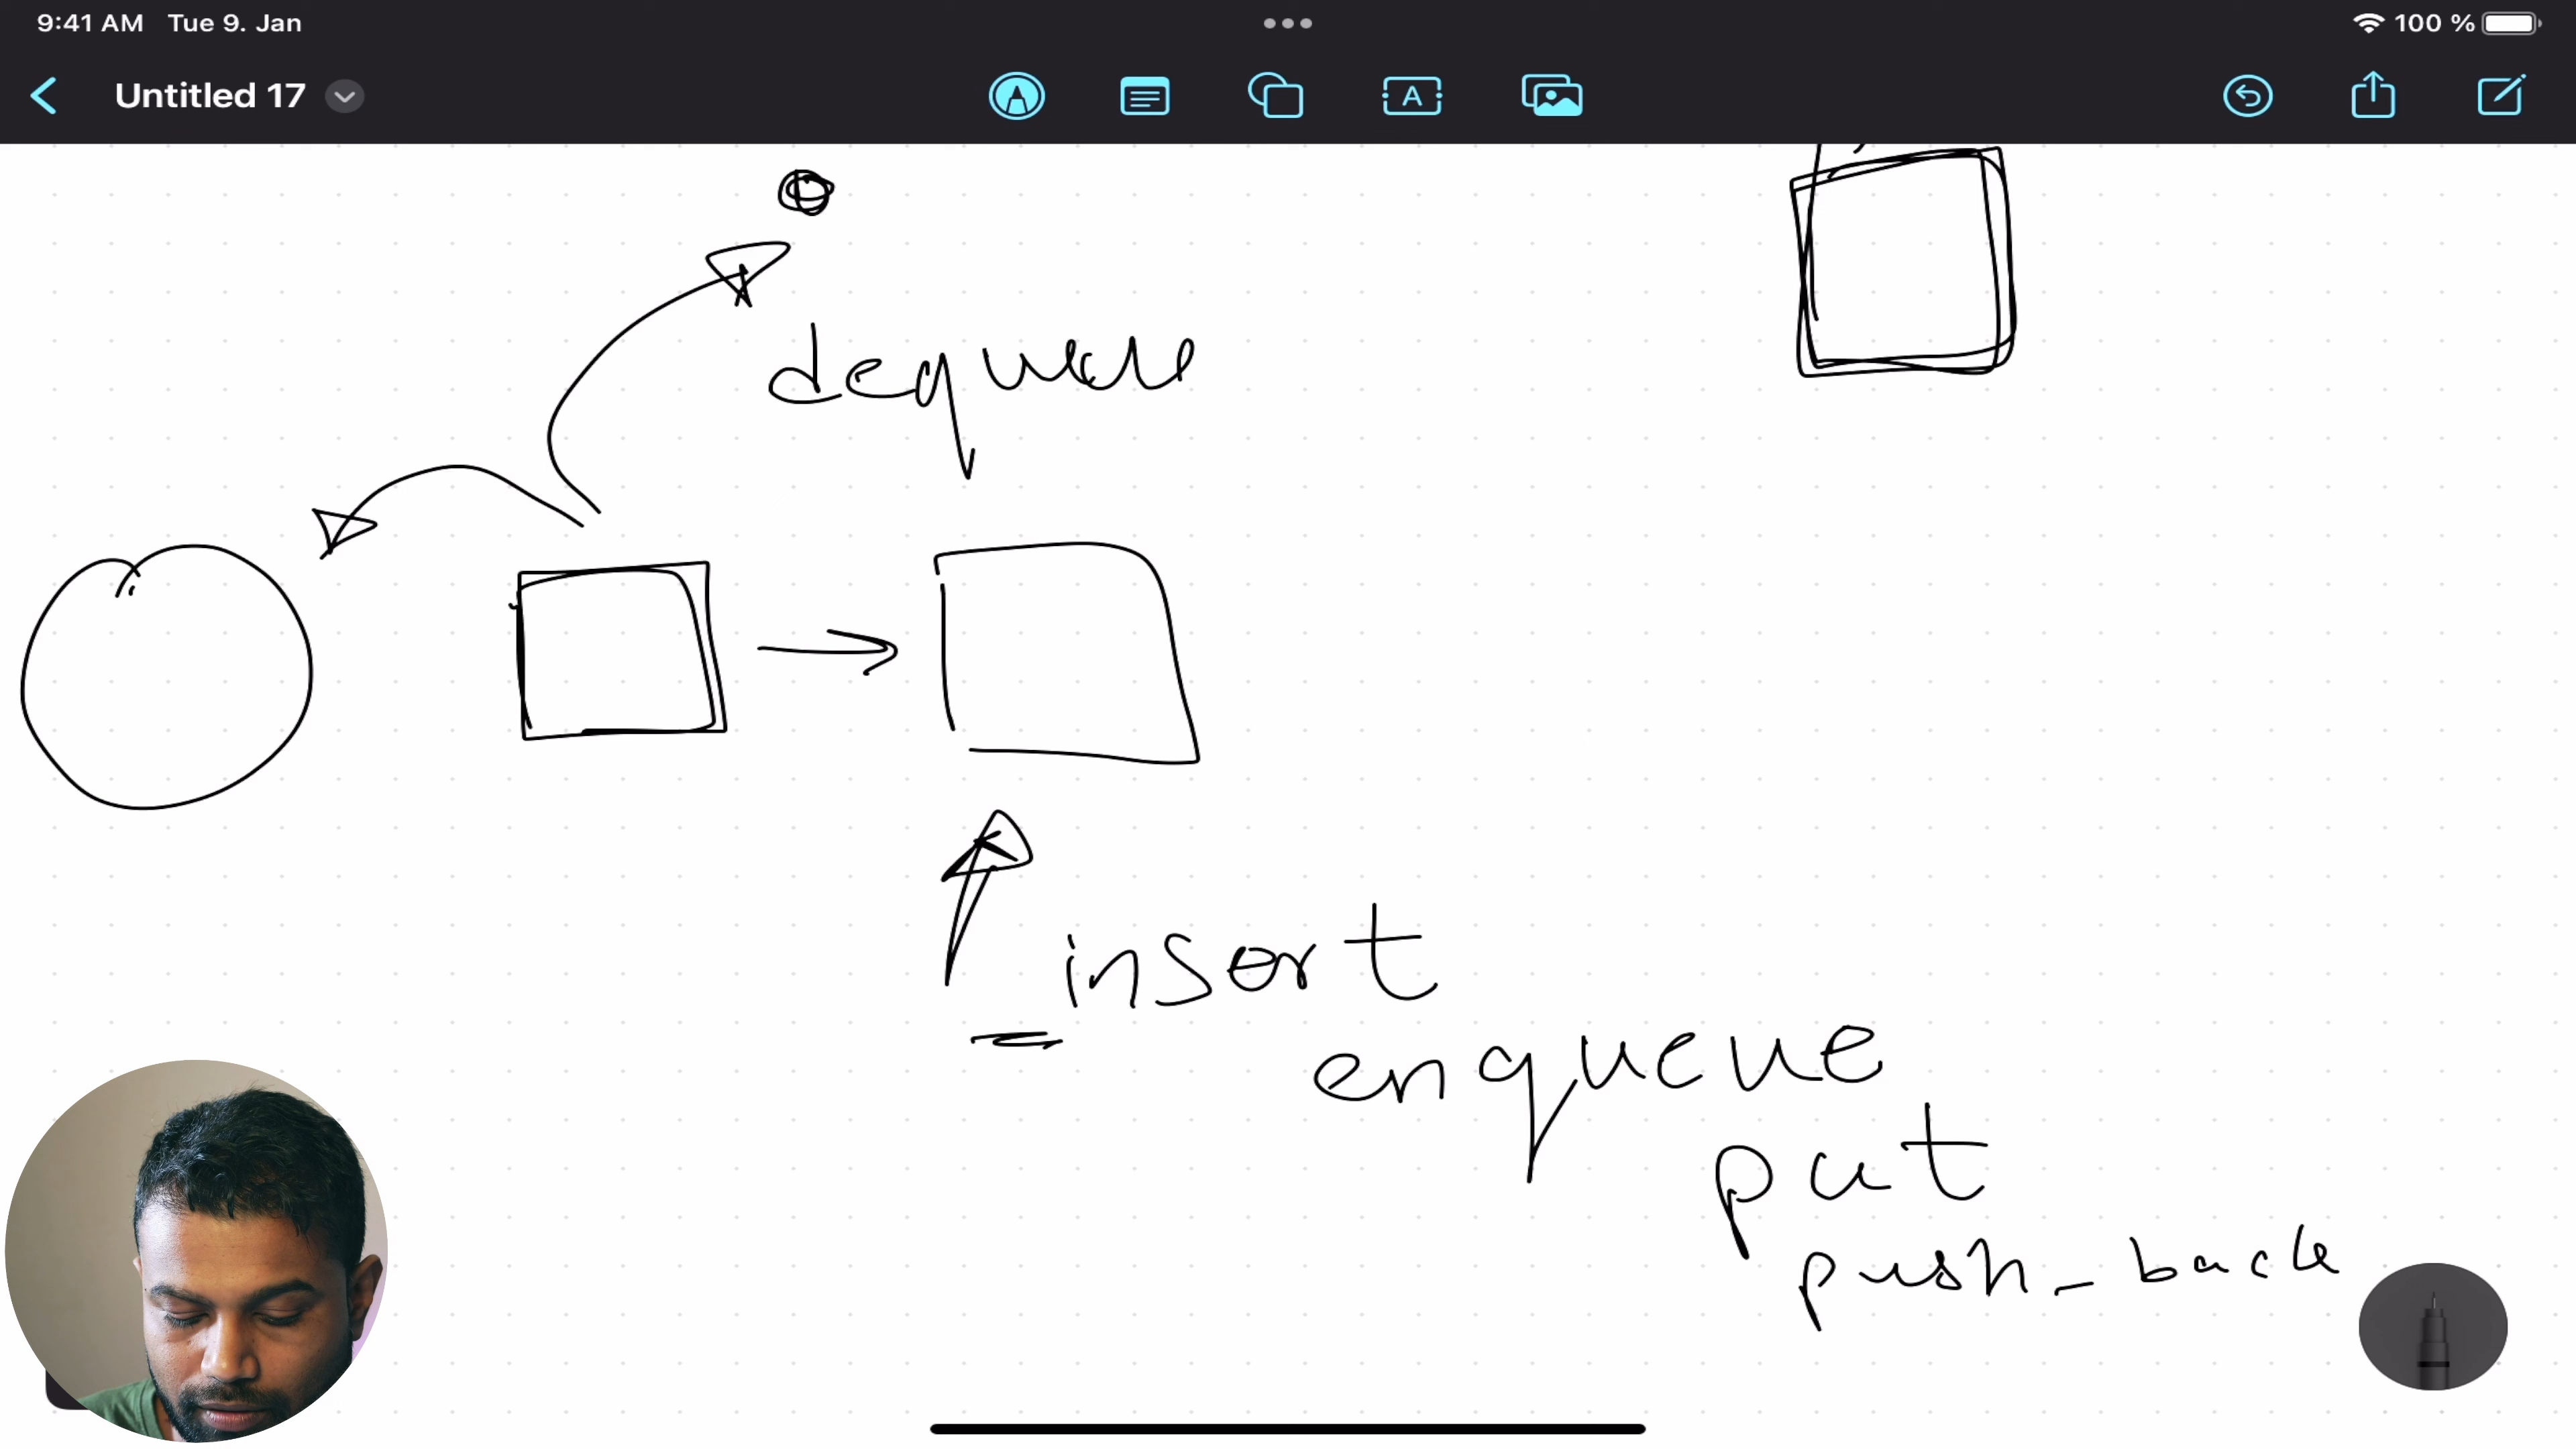 9:41 AM Tue 9. Jan
100 %
Untitled 17
A
dequeue
insert
enqueue
put
push_back